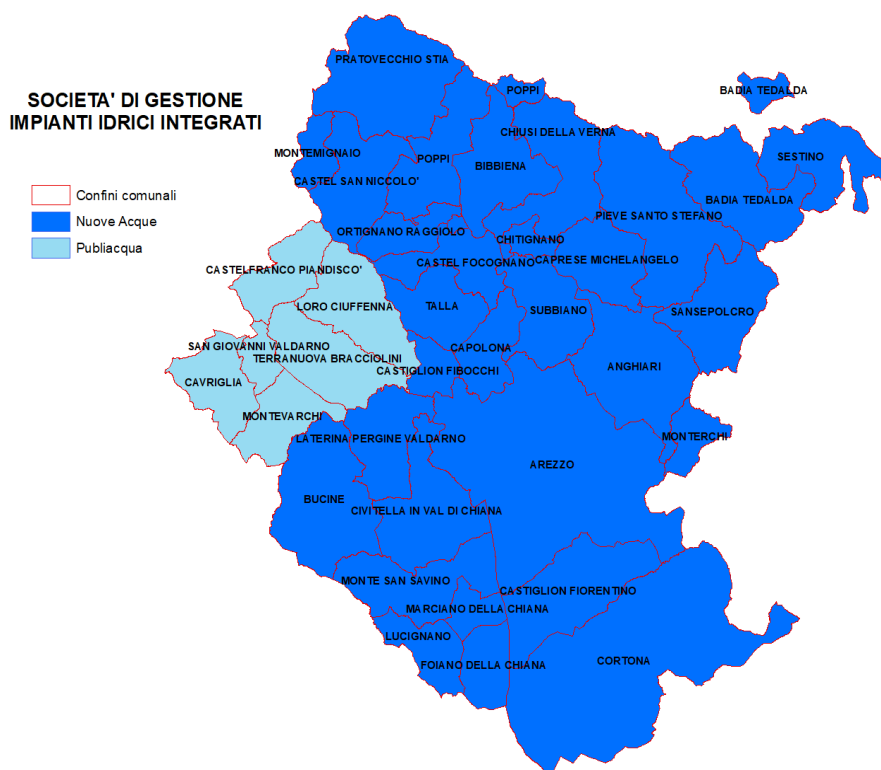 SOCIETA' DI GESTIONE
IMPIANTI IDRICI INTEGRATI
Confini comunali
Nuove Acque
Publiacqua
PRATOVECCHIO STIA
POPPI
BADIA TEDALDA
CHIUSI DELLA VERNA
MONTEMIGNAIO
POPPI
BIBBIENA
SESTINO
CASTEL SAN NICCOLO'
BADIA TEDALDA
PIEVE SANTO STEFANO
ORTIGNANO RAGGIOLO
CHITIGNANO
CASTEL FOCOGNANO
CAPRESE MICHELANGELO
CASTELFRANCO PIANDISCO'
LORO CIUFFENNA
TALLA
SUBBIANO
SANSEPOLCRO
SAN GIOVANNI VALDARNO
CAPOLONA
TERRANUOVA BRACCIOLINI
ANGHIARI
CASTIGLION FIBOCCHI
CAVRIGLIA
MONTEVARCHI
LATERINA PERGINE VALDARNO
MONTERCHI
AREZZO
BUCINE
CIVITELLA IN VAL DI CHIANA
MONTE SAN SAVINO
CASTIGLION FIORENTINO
MARCIANO DELLA CHIANA
LUCIGNANO
FOIANO DELLA CHIANA
CORTONA